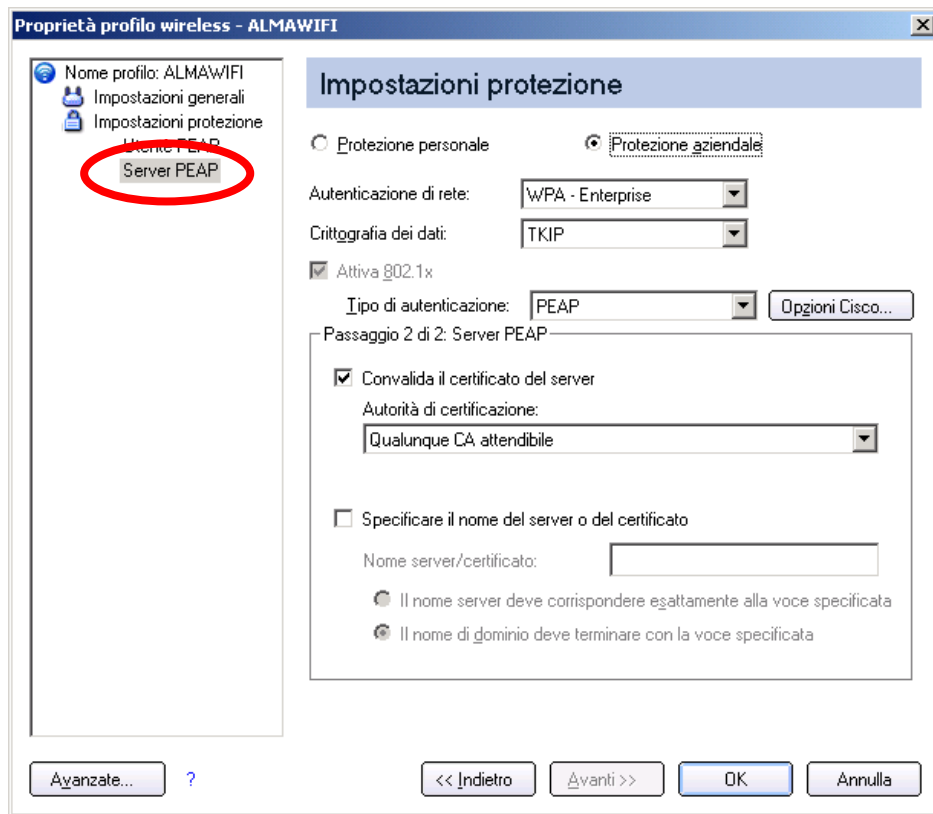 Proprietà profilo wireless - ALMAWIFI
Nome profilo: ALMAWIFI
Impostazioni generali
Impostazioni protezione
Utente PEAP
Server PEAP
Impostazioni protezione
Protezione personale
Protezione aziendale
Autenticazione di rete:
WPA - Enterprise
Crittografia dei dati:
TKIP
Attiva 802.1x
Tipo di autenticazione:
PEAP
Opzioni Cisco...
Passaggio 2 di 2: Server PEAP
Convalida il certificato del server
Autorità di certificazione:
Qualunque CA attendibile
Specificare il nome del server o del certificato
Nome server/certificato:
Il nome server deve corrispondere esattamente alla voce specificata
Il nome di dominio deve terminare con la voce specificata
Avanzate...
?
<< Indietro
Avanti >>
OK
Annulla